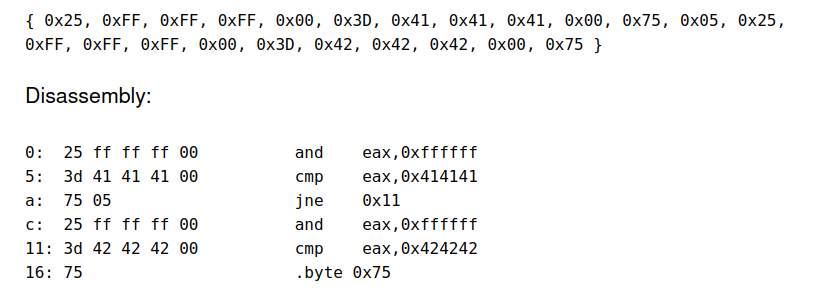 { 0x25, 0xFF, 0xFF, 0xFF, 0x00, 0x3D, 0x41, 0x41, 0x41, 0x00, 0x75, 0x05, 0x25,
0xFF, 0xFF, 0xFF, 0x00, 0x3D, 0x42, 0x42, 0x42, 0x00, 0x75 }
Disassembly:
0:  25 ff ff ff 00          and    eax,0xffffff
5:  3d 41 41 41 00          cmp    eax,0x414141
a:  75 05                   jne    0x11
c:  25 ff ff ff 00          and    eax,0xffffff
11: 3d 42 42 42 00          cmp    eax,0x424242
16: 75                      .byte 0x75